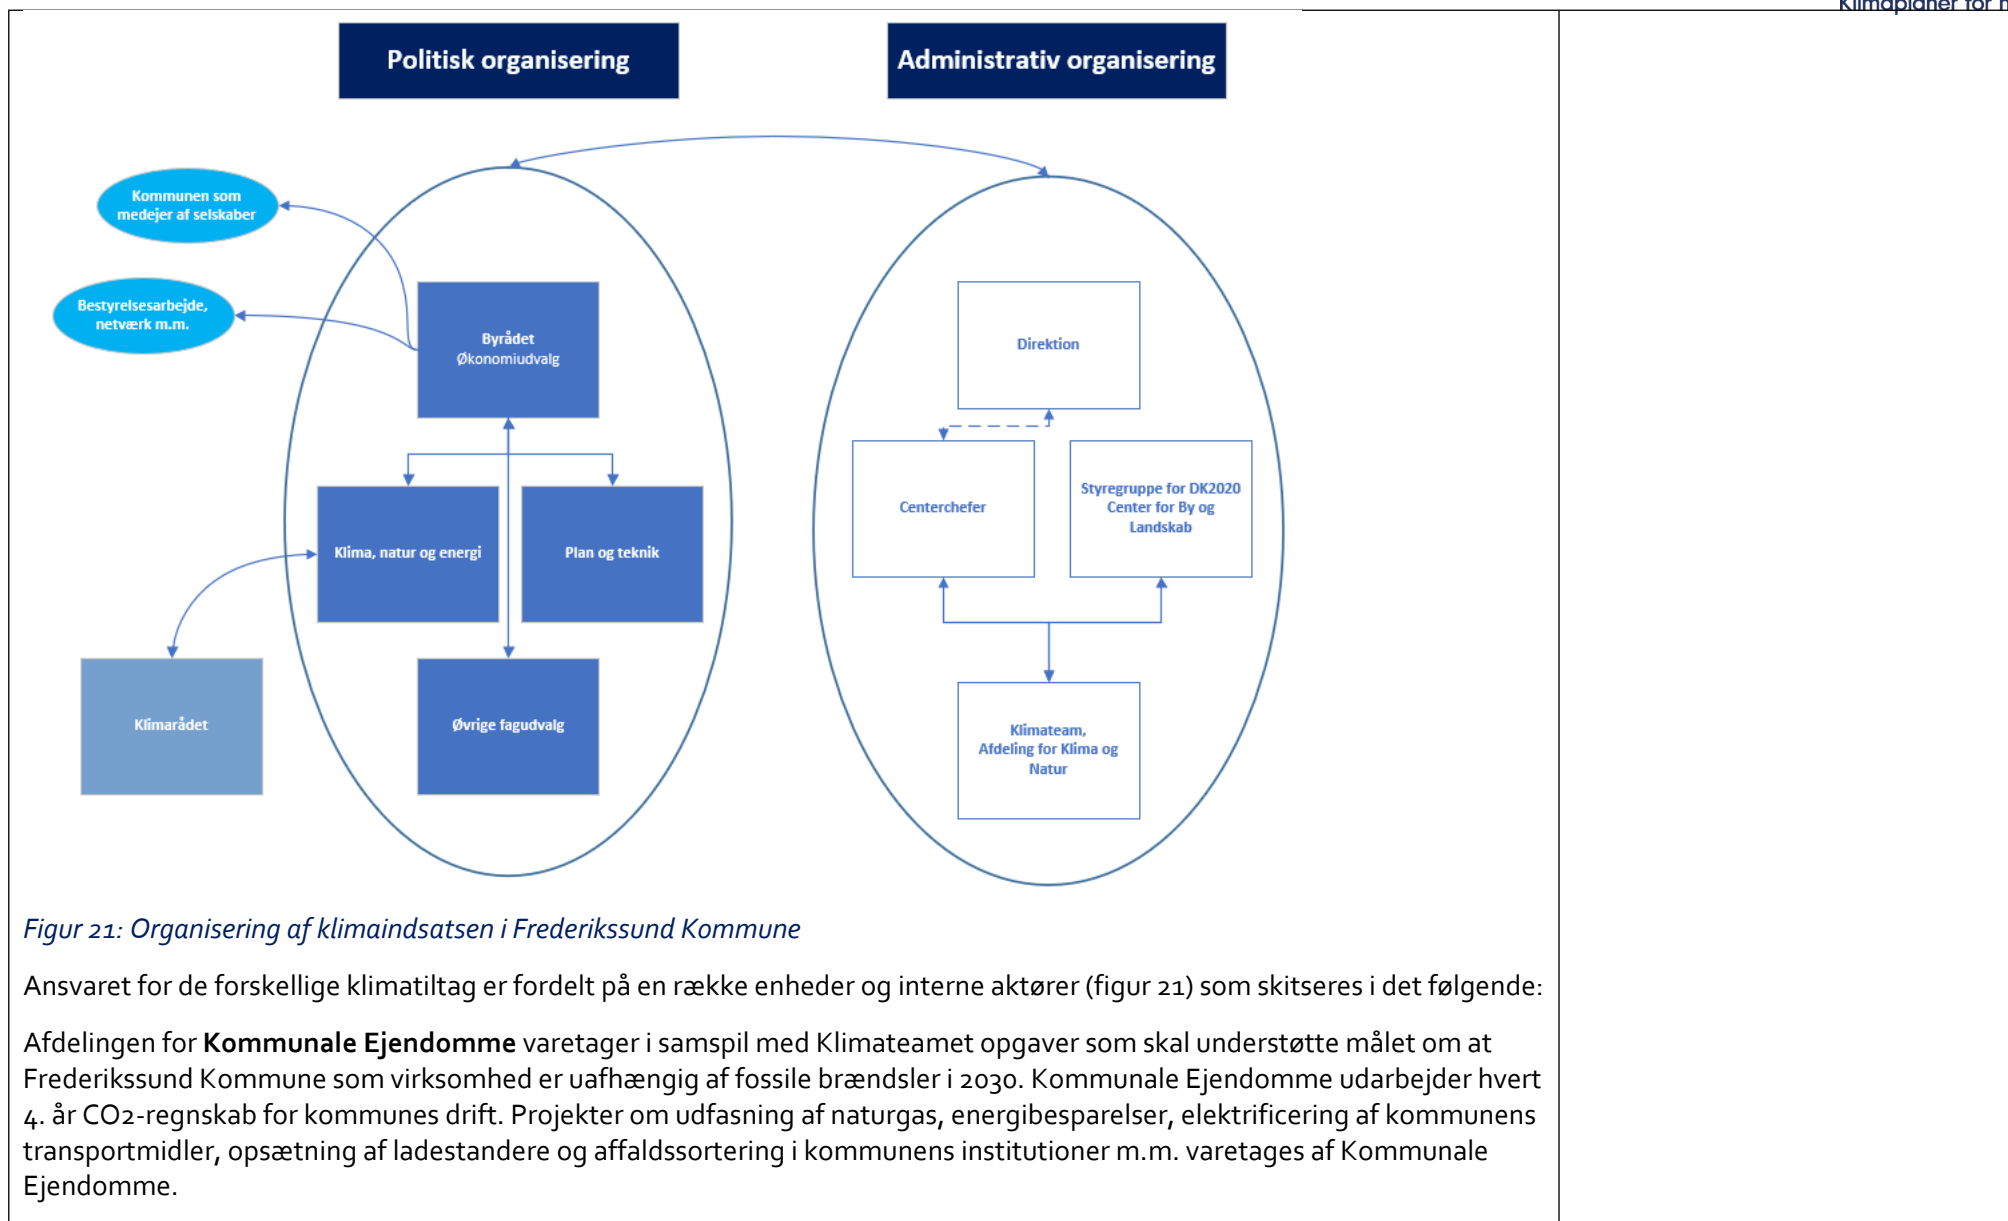 Klimaplaner for
Politisk organisering
Administrativ organisering
Kommunen som
medejer af selskaber
Bestyrelsesarbejde,
netværk m.m.
Byrådet
Økonomiudvalg
Klima, natur og energi
Plan og teknik
Klimarådet
Øvrige fagudvalg
Direktion
Centerchefer
Styregruppe for DK2020
Center for By og
Landskab
Klimateam,
Afdeling for Klima og
Natur
Figur 21: Organisering af klimaindsatsen i Frederikssund Kommune
Ansvaret for de forskellige klimatiltag er fordelt på en række enheder og interne aktører (figur 21) som skitseres i det følgende:
Afdelingen for Kommunale Ejendomme varetager i samspil med Klimateamet opgaver som skal understøtte målet om at
Frederikssund Kommune som virksomhed er uafhængig af fossile brændsler i 2030. Kommunale Ejendomme udarbejder hvert
4. år CO2-regnskab for kommunes drift. Projekter om udfasning af naturgas, energibesparelser, elektrificering af kommunens
transportmidler, opsætning af ladestandere og affaldssortering i kommunens institutioner m.m. varetages af Kommunale
Ejendomme.